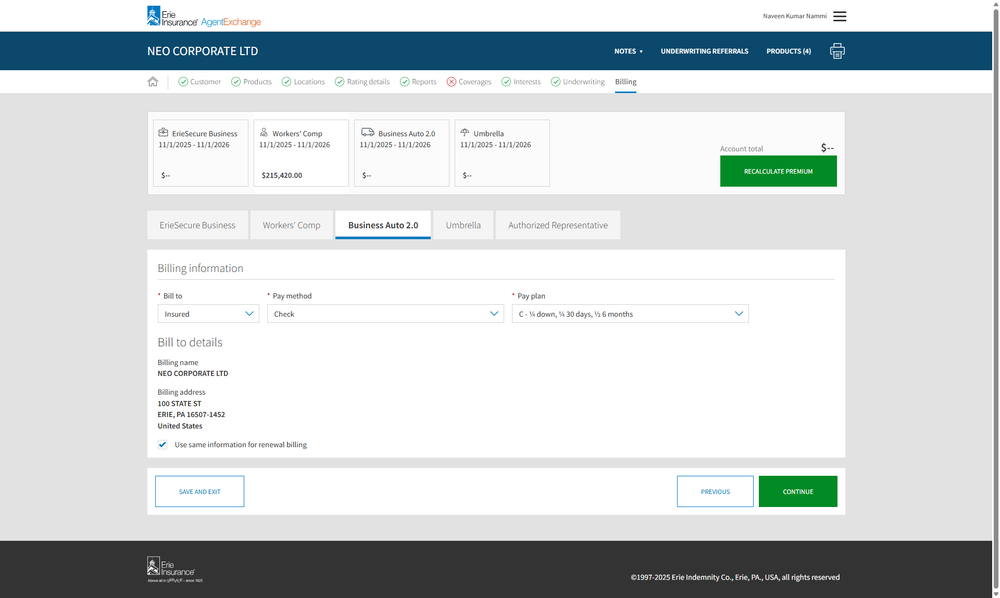 Erie
Insurance® AgentExchange
Naveen Kumar Nammi
NEO CORPORATE LTD
NOTES ▼ UNDERWRITING REFERRALS PRODUCTS (4)
Customer Products Locations Rating details Reports Coverages Interests Underwriting Billing
ErieSecure Business
11/1/2025 - 11/1/2026
$--
Workers' Comp
11/1/2025 - 11/1/2026
$215,420.00
Business Auto 2.0
11/1/2025 - 11/1/2026
$--
Umbrella
11/1/2025 - 11/1/2026
$--
Account total $--
RECALCULATE PREMIUM
ErieSecure Business Workers' Comp Business Auto 2.0 Umbrella Authorized Representative
Billing information
* Bill to * Pay method * Pay plan
Insured Check C - ¼ down, ¼ 30 days, ½ 6 months
Bill to details
Billing name
NEO CORPORATE LTD
Billing address
100 STATE ST
ERIE, PA 16507-1452
United States
Use same information for renewal billing
SAVE AND EXIT PREVIOUS CONTINUE
Erie
Insurance®
Above all in SERVICE® - since 1925
©1997-2025 Erie Indemnity Co., Erie, PA., USA, all rights reserved